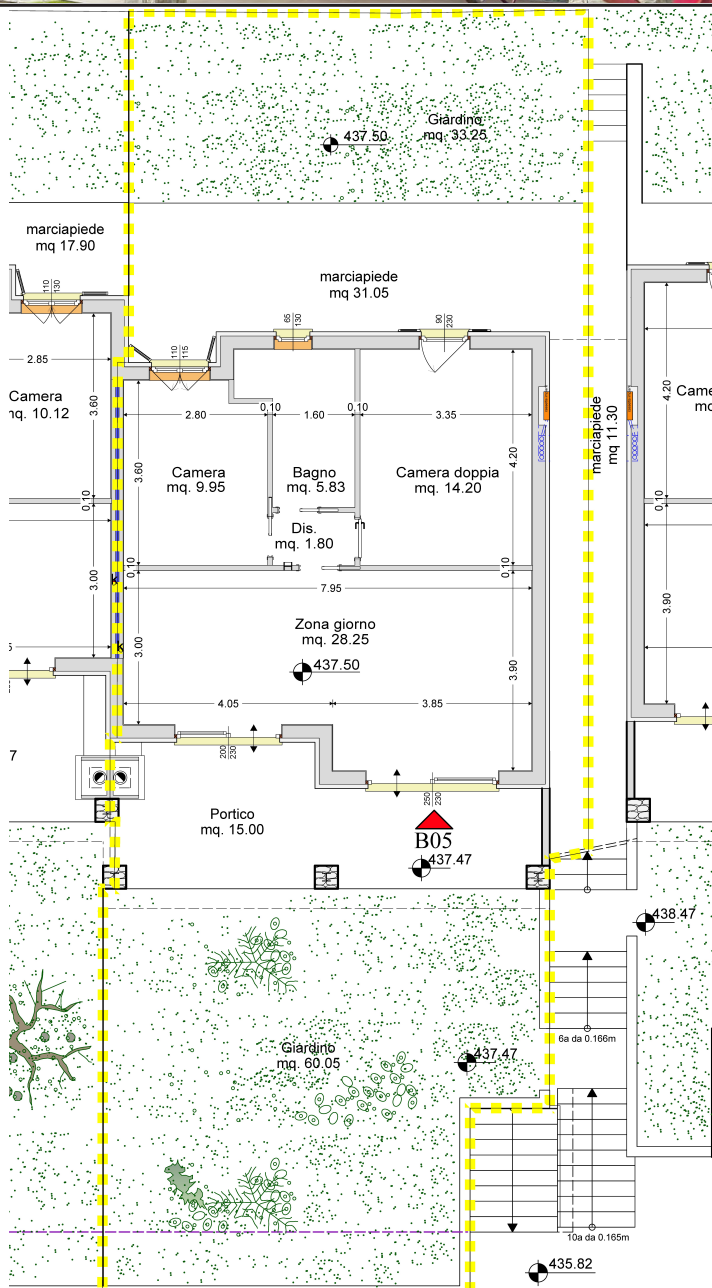 Giardino
mq. 33.25
437.50
marciapiede
mq 17.90
marciapiede
mq 31.05
110
130
65
130
90
230
110
115
2.85
Camera
mq. 10.12
3.60
0.10
3.00
2.80
0.10
1.60
0.10
3.35
3.60
4.20
Camera
mq. 9.95
Bagno
mq. 5.83
Camera doppia
mq. 14.20
Dis.
mq. 1.80
marciapiede
mq 11.30
4.20
0.10
3.90
0.10
0.10
7.95
Zona giorno
mq. 28.25
437.50
3.00
3.90
4.05
3.85
k
k
200
230
250
230
7
Portico
mq. 15.00
B05
437.47
438.47
6a da 0.166m
Giardino
mq. 60.05
437.47
10a da 0.165m
435.82